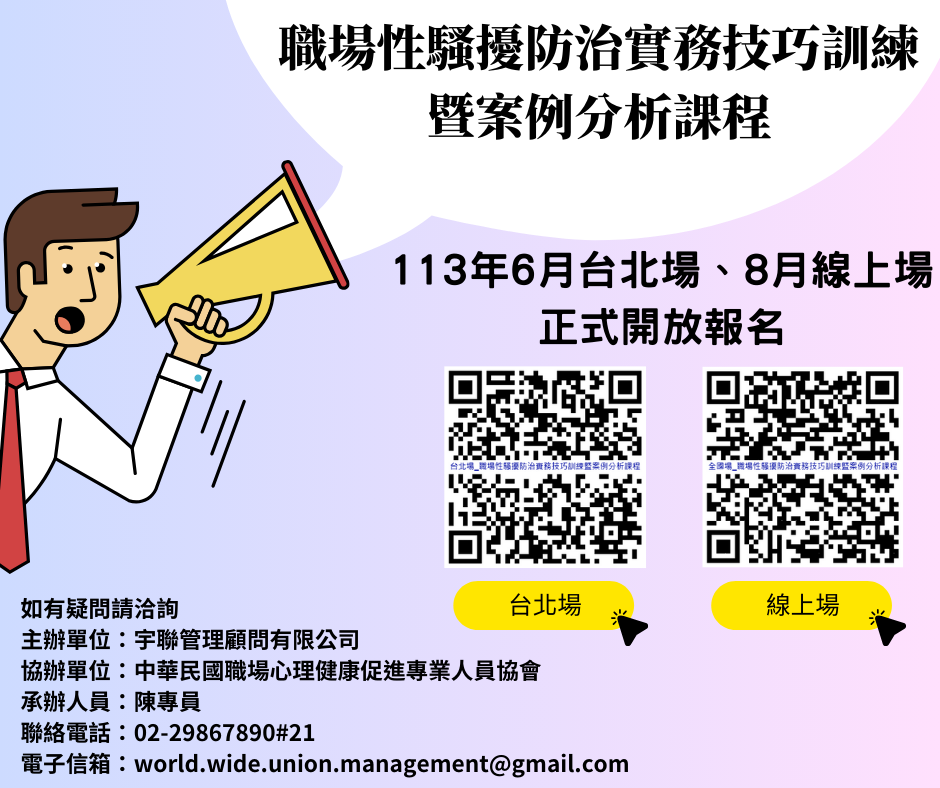 職場性騷擾防治實務技巧訓練
暨案例分析課程
113年6月台北場、8月線上場
正式開放報名
台北場_職場性騷擾防治實務技巧訓練暨案例分析課程
全國場_職場性騷擾防治實務技巧訓練暨案例分析課程
台北場
線上場
如有疑問請洽詢
主辦單位：宇聯管理顧問有限公司
協辦單位：中華民國職場心理健康促進專業人員協會
承辦人員：陳專員
聯絡電話：02-29867890#21
電子信箱：world.wide.union.management@gmail.com